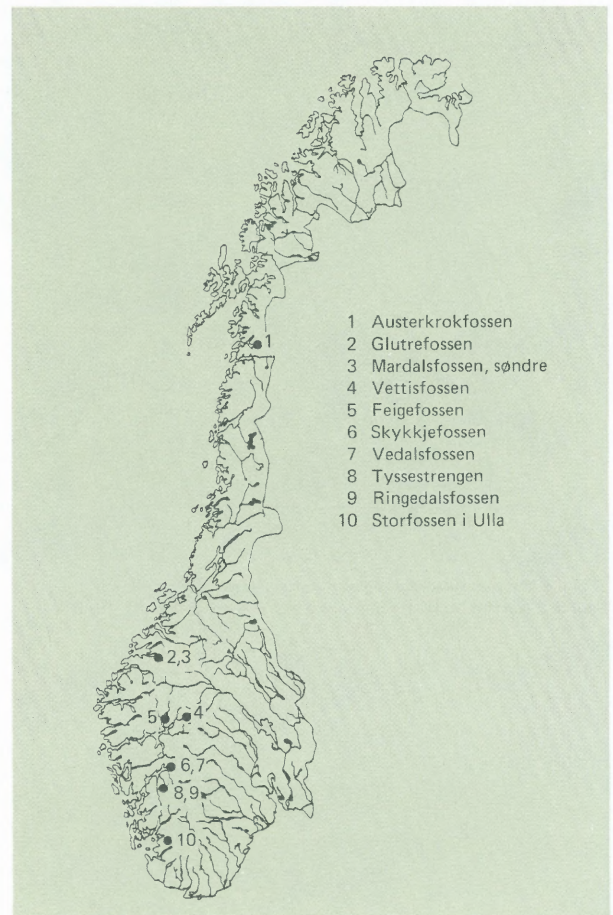 1
1 Austerkrokfossen
2 Glutrefossen
3 Mardalsfossen, søndre
4 Vettisfossen
5 Feigefossen
6 Skykkjefossen
7 Vedalsfossen
8 Tyssestrengen
9 Ringedalsfossen
10 Storfossen i Ulla
2,3
5 4
6,7
8,9
10